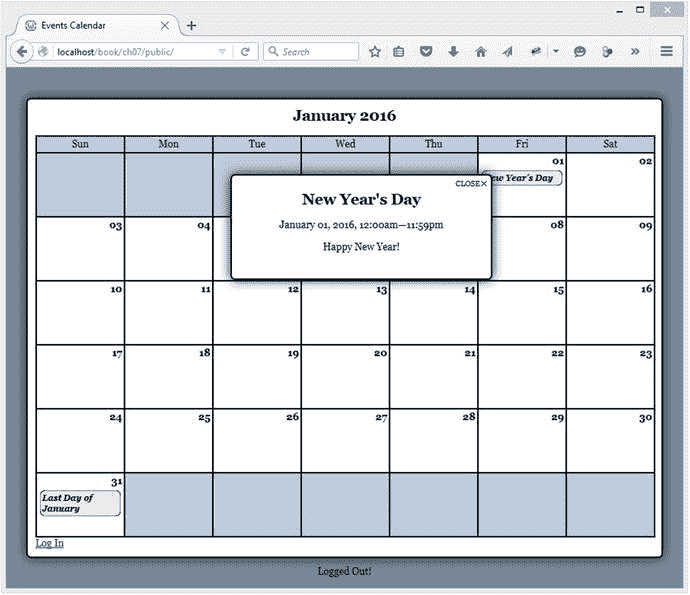 Events Calendar
localhost/book/ch07/public/
Search
January 2016
Sun Mon Tue Wed Thu Fri Sat
01 02
New Year's Day
CLOSE×
New Year's Day
January 01, 2016, 12:00am—11:59pm
Happy New Year!
03 04 08 09
10 11 12 13 14 15 16
17 18 19 20 21 22 23
24 25 26 27 28 29 30
31
Last Day of
January
Log In
Logged Out!